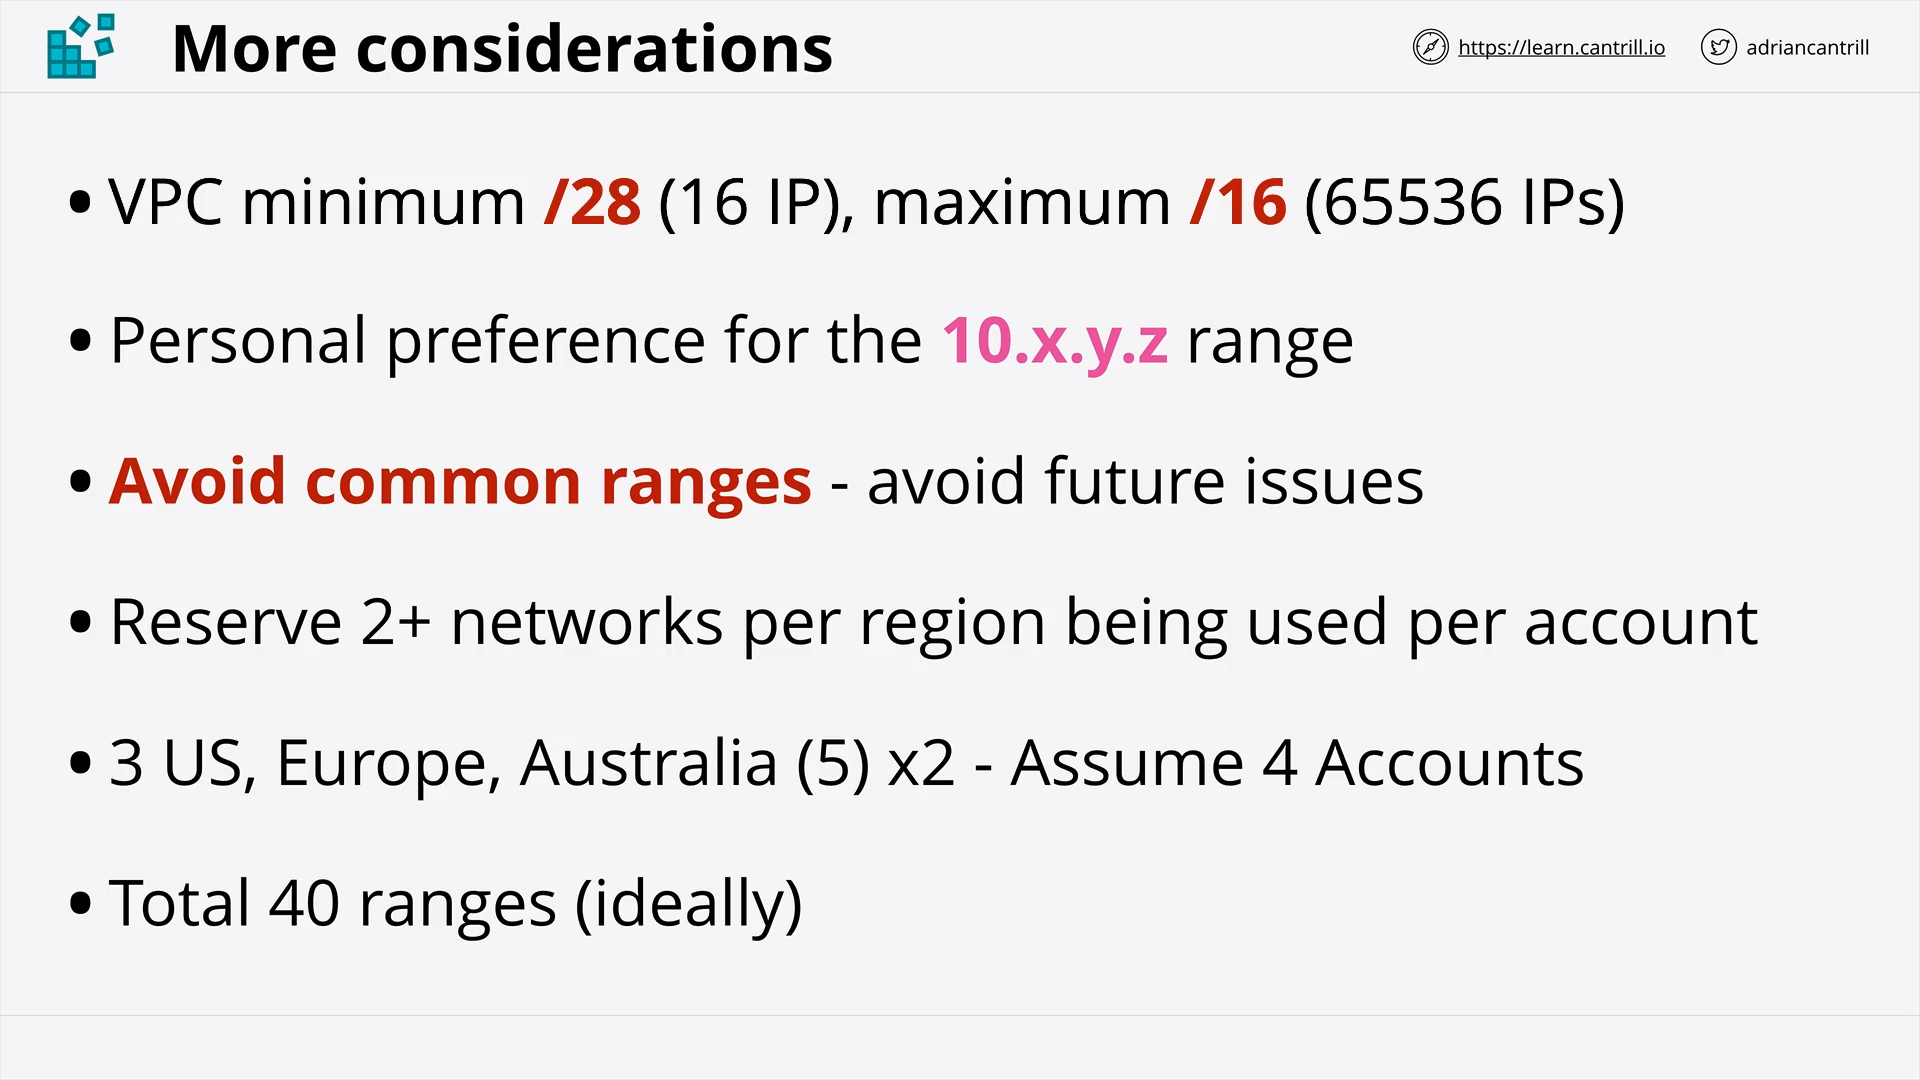 More considerations
https://learn.cantrill.io
adriancantrill
• VPC minimum /28 (16 IP), maximum /16 (65536 IPs)
• Personal preference for the 10.x.y.z range
• Avoid common ranges - avoid future issues
• Reserve 2+ networks per region being used per account
• 3 US, Europe, Australia (5) x2 - Assume 4 Accounts
• Total 40 ranges (ideally)